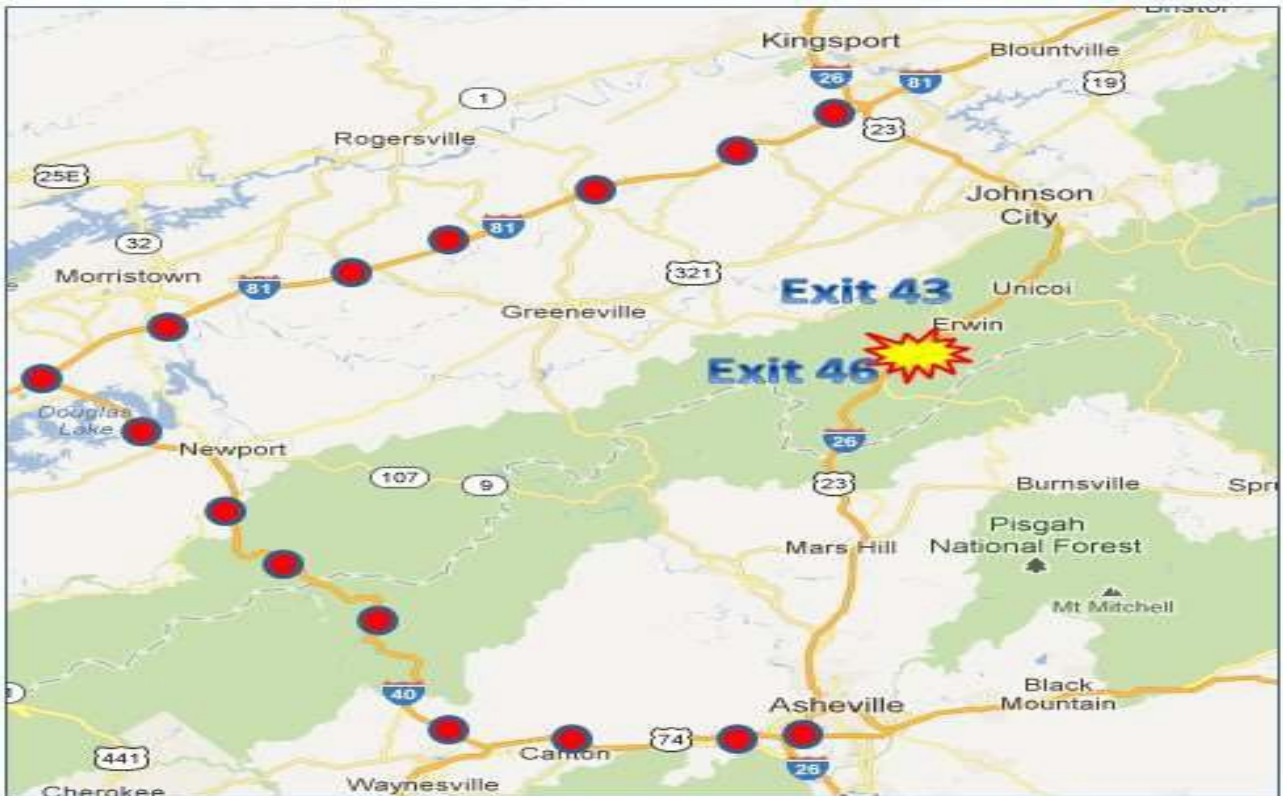 Bristol
Kingsport
Blountville
26
81
19
1
23
Rogersville
25E
Johnson
City
81
32
321
Morristown
81
Exit 43
Unicoi
Greeneville
Erwin
Exit 46
Douglas
Lake
26
Newport
107
9
23
Burnsville
Spru
Pisgah
National Forest
Mars Hill
Mt Mitchell
40
Black
Mountain
Asheville
74
Canton
441
26
Waynesville
Cherokee